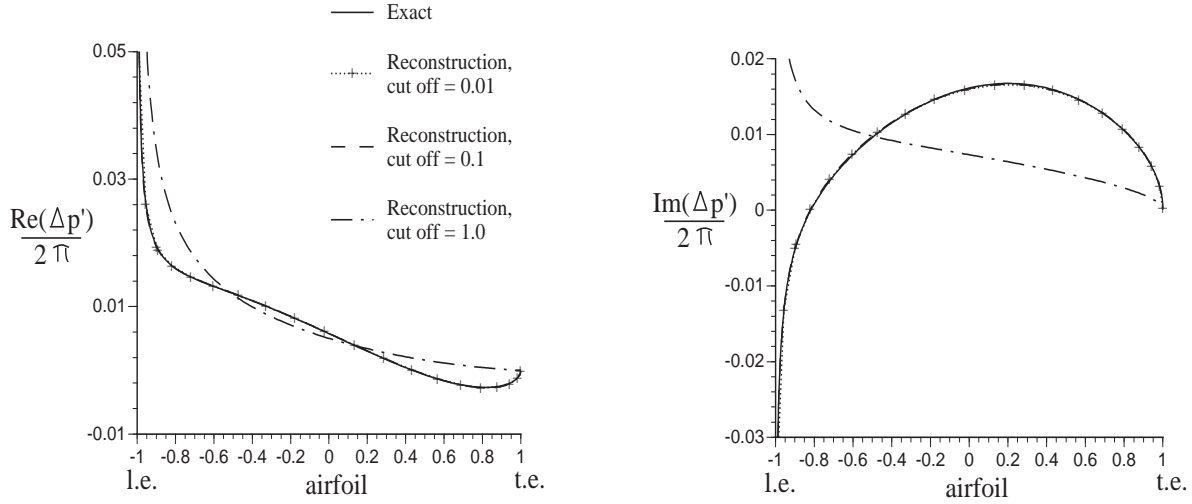 Exact
Reconstruction,
cut off = 0.01
Reconstruction,
cut off = 0.1
Reconstruction,
cut off = 1.0
0.05
0.03
0.01
-0.01
Re(Δp')
2 π
-1 -0.8 -0.6 -0.4 -0.2 0 0.2 0.4 0.6 0.8 1
l.e. airfoil t.e.
0.02
0.01
0
-0.01
-0.02
-0.03
Im(Δp')
2 π
-1 -0.8 -0.6 -0.4 -0.2 0 0.2 0.4 0.6 0.8 1
l.e. airfoil t.e.